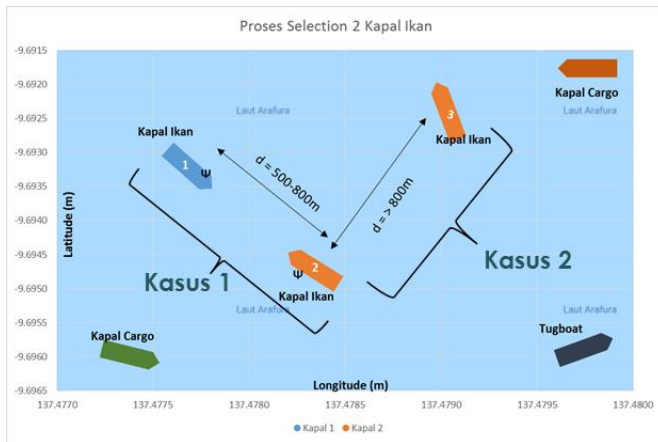 Proses Selection 2 Kapal Ikan
-9.6915
-9.6920
-9.6925
-9.6930
-9.6935
-9.6940
-9.6945
-9.6950
-9.6955
-9.6960
-9.6965
Latitude (m)
Kapal Cargo
Laut Arafura
Laut Arafura
Kapal Ikan
1
Ψ
3
Kapal Ikan
d = 500-800m
d = > 800m
Kasus 1
Kasus 2
2
Ψ
Kapal Ikan
Laut Arafura
Laut Arafura
Kapal Cargo
Tugboat
Longitude (m)
137.4770
137.4775
137.4780
137.4785
137.4790
137.4795
137.4800
Kapal 1
Kapal 2